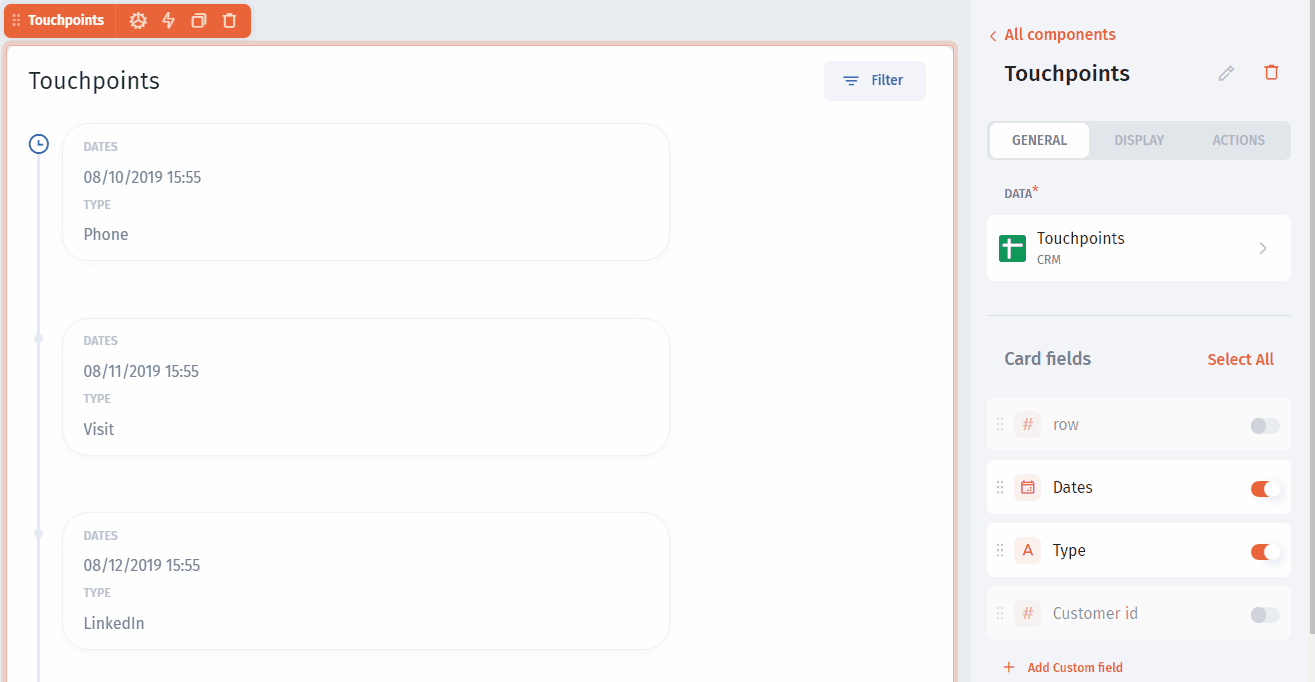 Touchpoints
Touchpoints
Filter
DATES
08/10/2019 15:55
TYPE
Phone
DATES
08/11/2019 15:55
TYPE
Visit
DATES
08/12/2019 15:55
TYPE
LinkedIn
All components
Touchpoints
GENERAL DISPLAY ACTIONS
DATA*
Touchpoints
CRM
Card fields Select All
# row
Dates
A Type
# Customer id
+ Add Custom field